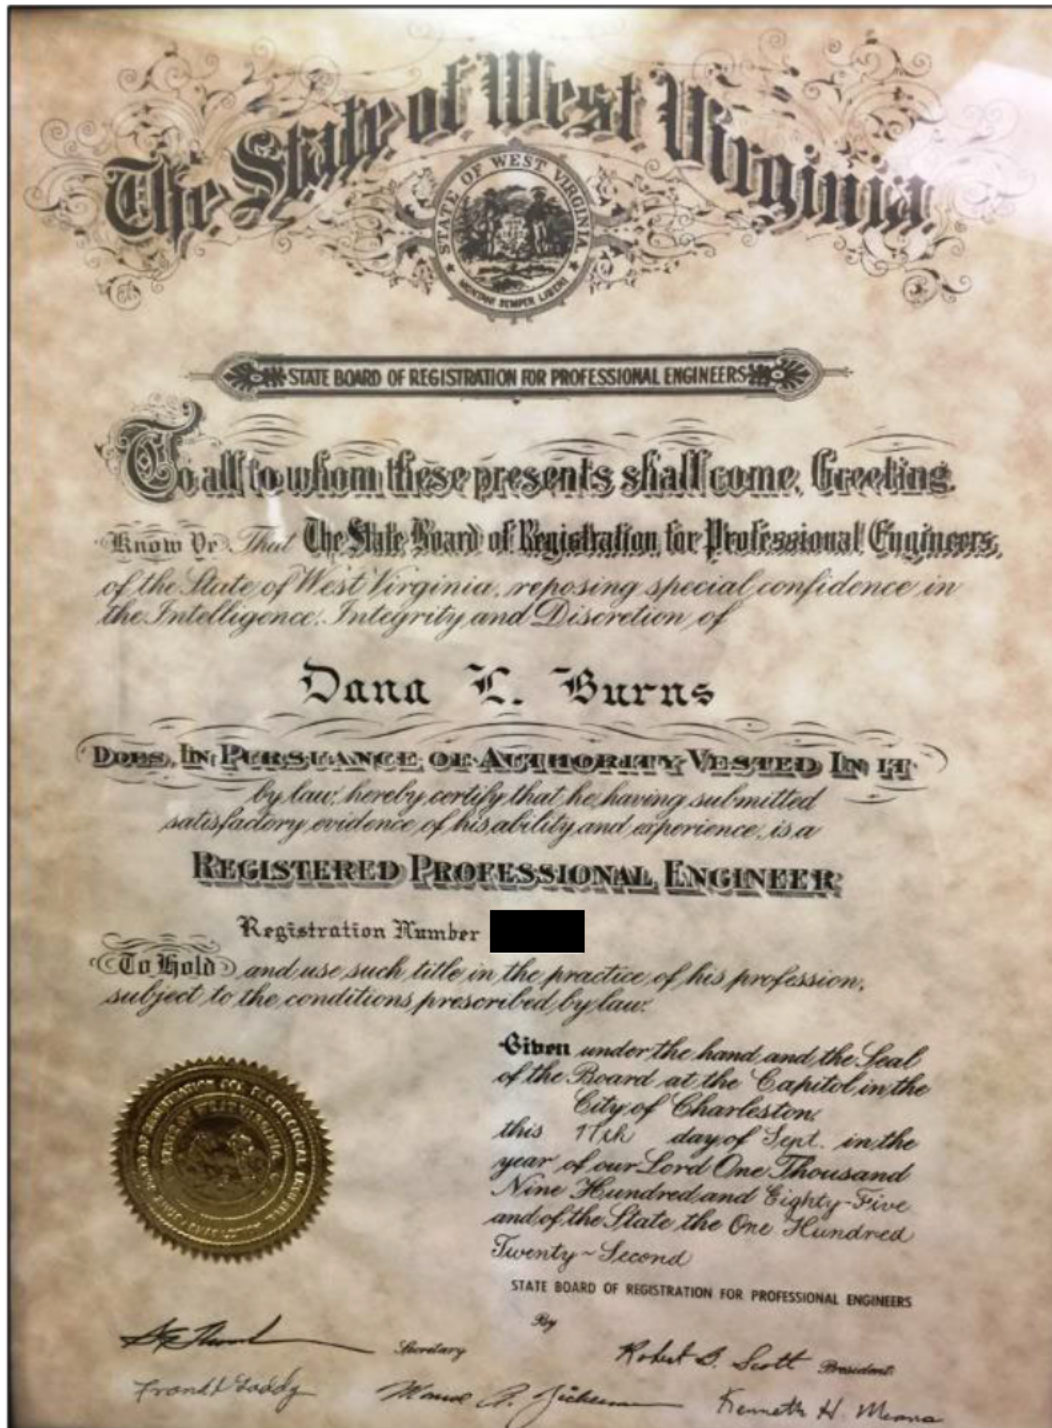 The State of West Virginia
STATE OF WEST VIRGINIA
MONTANI SEMPER LIBERI
STATE BOARD OF REGISTRATION FOR PROFESSIONAL ENGINEERS
To all to whom these presents shall come, Greeting.
Know Ye That The State Board of Registration for Professional Engineers,
of the State of West Virginia, reposing special confidence in
the Intelligence, Integrity and Discretion of
Dana L. Burns
DOES, IN PURSUANCE OF AUTHORITY VESTED IN IT
by law, hereby certify that he, having submitted
satisfactory evidence of his ability and experience, is a
REGISTERED PROFESSIONAL ENGINEER
Registration Number
To Hold and use such title in the practice of his profession,
subject to the conditions prescribed by law.
Given under the hand and the Seal
of the Board at the Capitol in the
City of Charleston,
this 17th day of Sept. in the
year of our Lord One Thousand
Nine Hundred and Eighty-Five
and of the State the One Hundred
Twenty-Second
STATE BOARD OF REGISTRATION FOR PROFESSIONAL ENGINEERS
By
Secretary
Robert B. Scott President
Kenneth H. Means